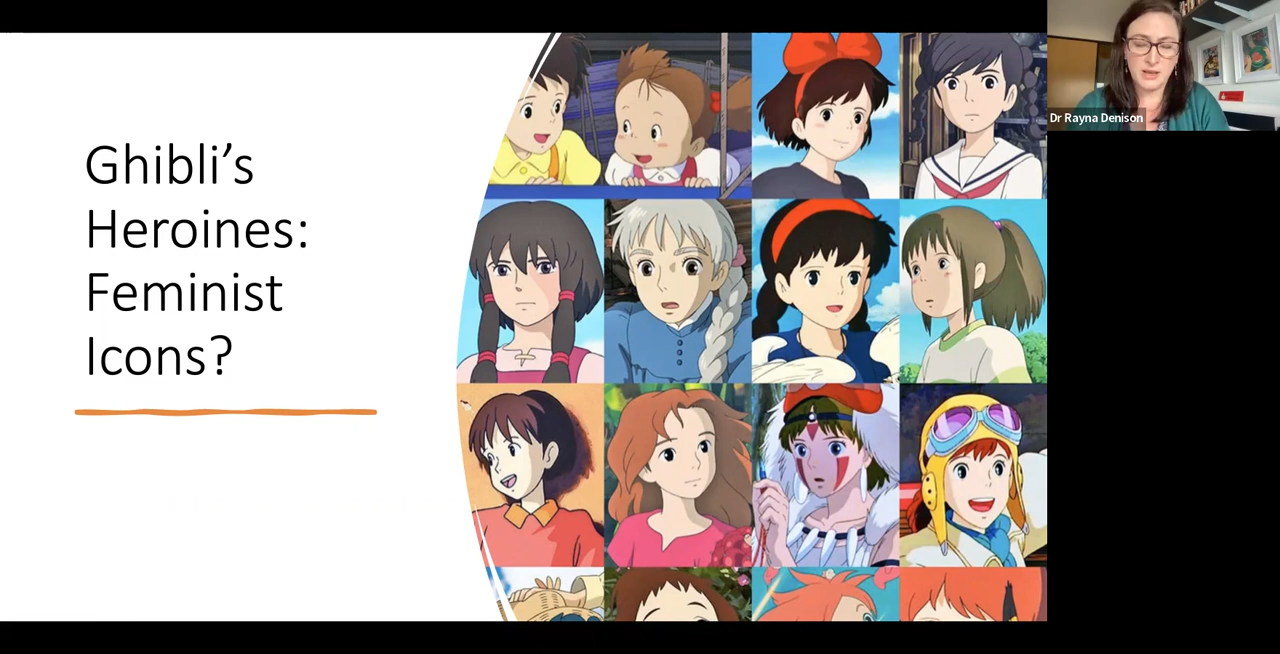 Ghibli’s
Heroines:
Feminist
Icons?
Dr Rayna Denison